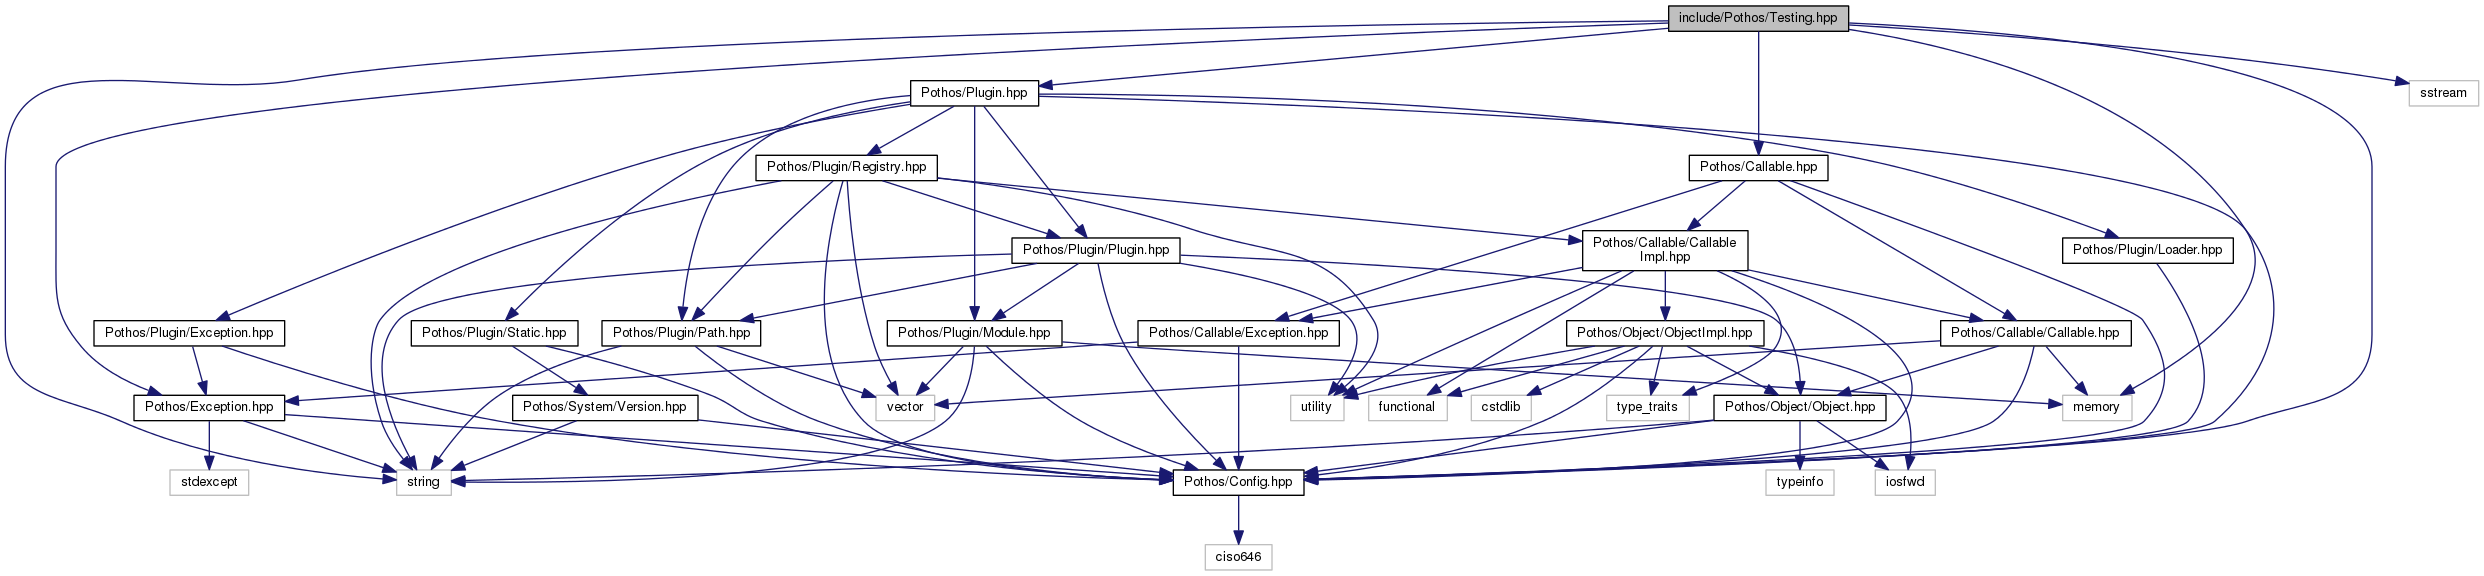 include/Pothos/Testing.hpp
Pothos/Plugin.hpp
sstream
Pothos/Plugin/Registry.hpp
Pothos/Callable.hpp
Pothos/Plugin/Plugin.hpp
Pothos/Callable/Callable
Impl.hpp
Pothos/Plugin/Loader.hpp
Pothos/Plugin/Exception.hpp
Pothos/Plugin/Static.hpp
Pothos/Plugin/Path.hpp
Pothos/Plugin/Module.hpp
Pothos/Callable/Exception.hpp
Pothos/Object/ObjectImpl.hpp
Pothos/Callable/Callable.hpp
Pothos/Exception.hpp
Pothos/System/Version.hpp
vector
utility
functional
cstdlib
type_traits
Pothos/Object/Object.hpp
memory
stdexcept
string
Pothos/Config.hpp
typeinfo
iosfwd
ciso646